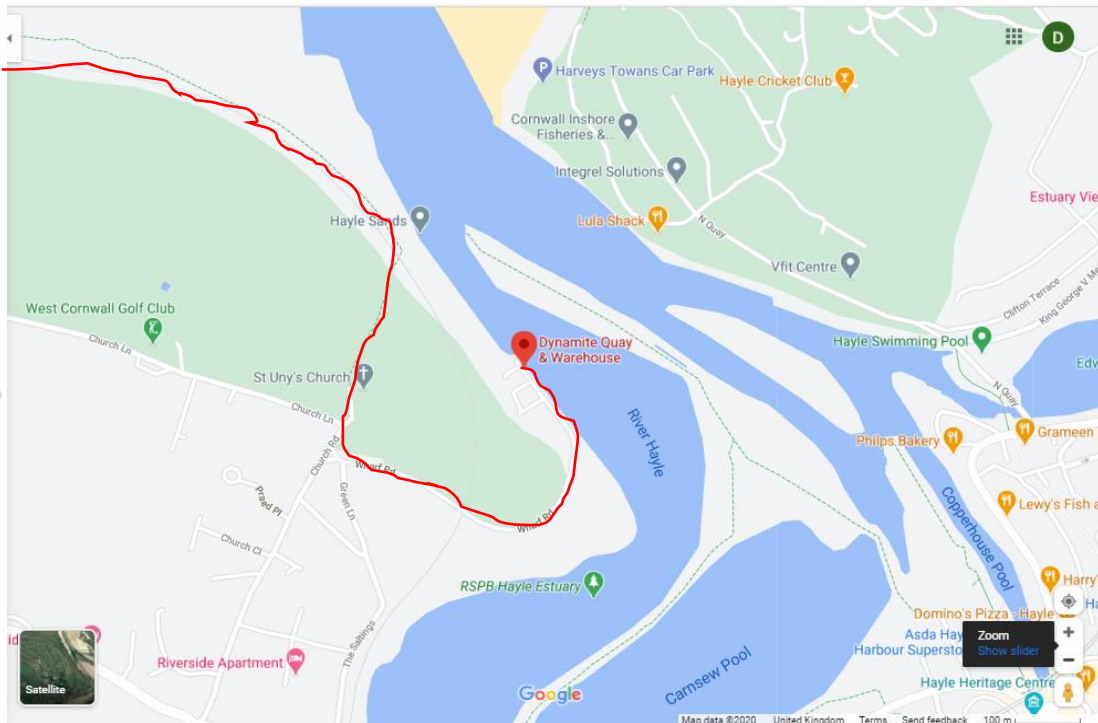 D
P Harveys Towans Car Park
Hayle Cricket Club
Cornwall Inshore
Fisheries &...
Integrel Solutions
Lula Shack
N Quay
Estuary Vie
Hayle Sands
Vfit Centre
Clifton Terrace
King George V Me
West Cornwall Golf Club
Church Ln
Dynamite Quay
& Warehouse
Hayle Swimming Pool
Edw
St Uny's Church
N Quay
Church Ln
River Hayle
Philps Bakery
Grameen
Church Rd
Wharf Rd
Praed Pl
Green Ln
Copperhouse Pool
Lewy's Fish a
Wharf Rd
Church Cl
RSPB Hayle Estuary
Harry'
Domino's Pizza - Hayle
Ha
id
The Saltings
Carnsew Pool
Asda Hay
Harbour Supersto
Zoom
Show slider
Riverside Apartment
Satellite
Google
Hayle Heritage Centre
Map data ©2020 United Kingdom Terms Send feedback 100 m